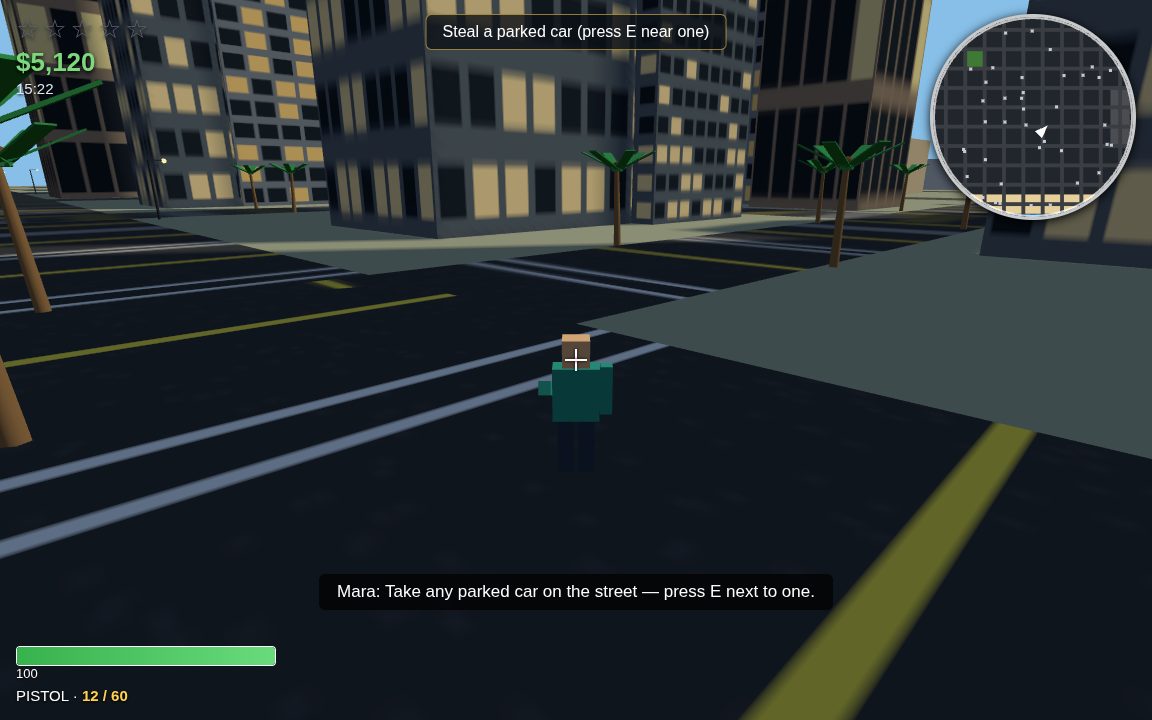 Steal a parked car (press E near one)
$5,120
15:22
Mara: Take any parked car on the street — press E next to one.
100
PISTOL · 12 / 60